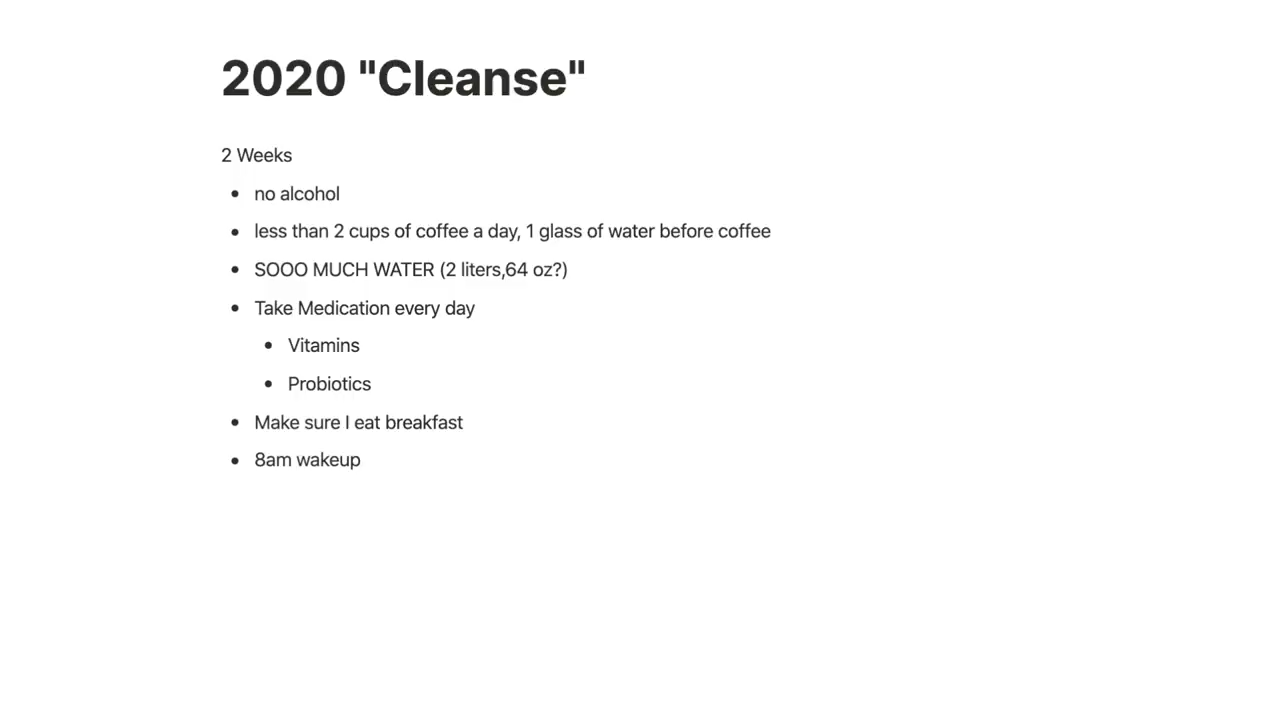 2020 "Cleanse"
2 Weeks
no alcohol
less than 2 cups of coffee a day, 1 glass of water before coffee
SOOO MUCH WATER (2 liters,64 oz?)
Take Medication every day
Vitamins
Probiotics
Make sure I eat breakfast
8am wakeup